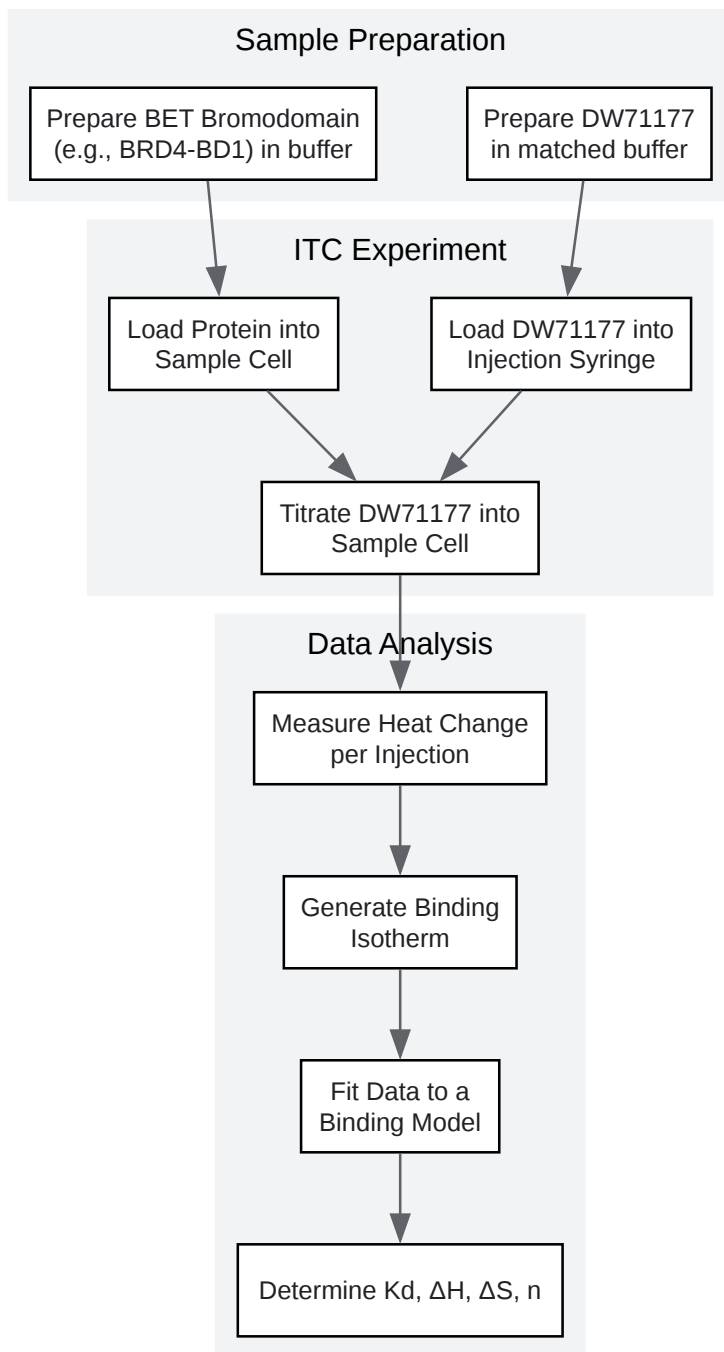 Sample Preparation
Prepare BET Bromodomain
(e.g., BRD4-BD1) in buffer
Prepare DW71177
in matched buffer
ITC Experiment
Load Protein into
Sample Cell
Load DW71177 into
Injection Syringe
Titrate DW71177 into
Sample Cell
Data Analysis
Measure Heat Change
per Injection
Generate Binding
Isotherm
Fit Data to a
Binding Model
Determine Kd, ΔH, ΔS, n